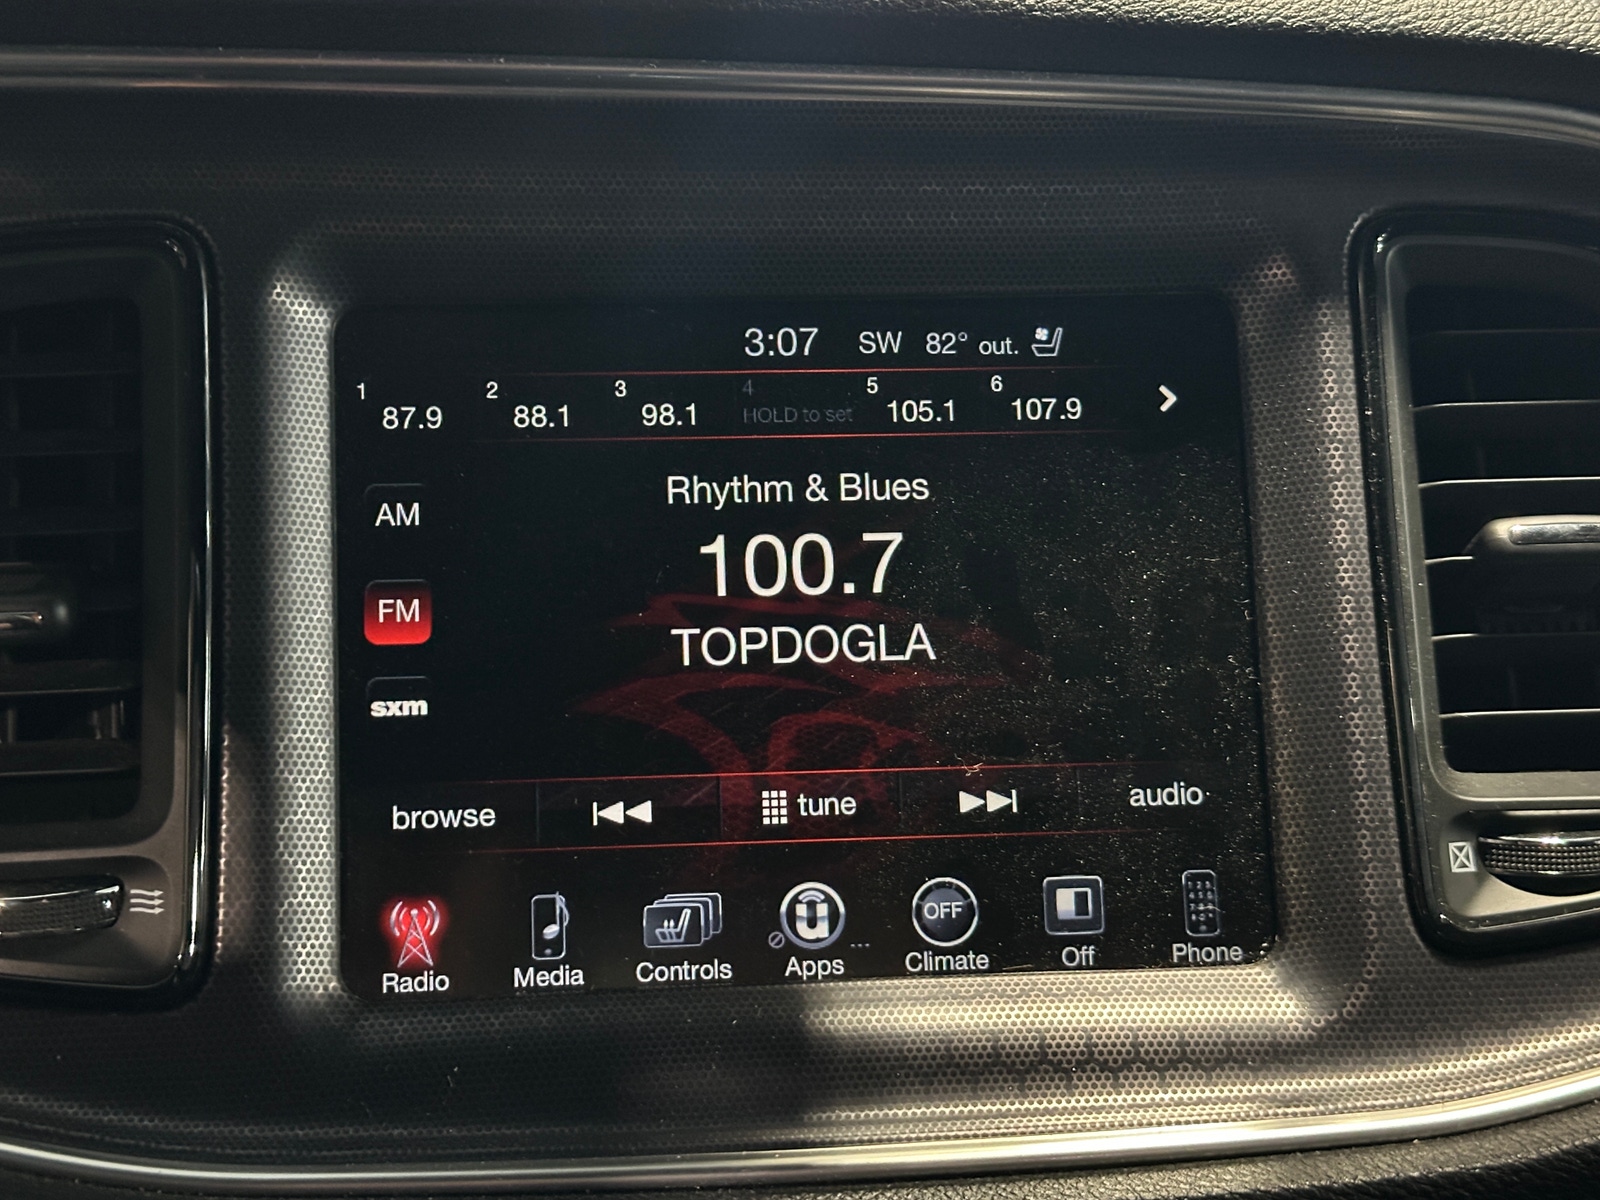 3:07 SW 82° out.
1 87.9 2 88.1 3 98.1 4 HOLD to set 5 105.1 6 107.9
Rhythm & Blues
AM
100.7
FM
TOPDOGLA
sxm
browse tune audio
OFF
Radio Media Controls Apps Climate Off Phone